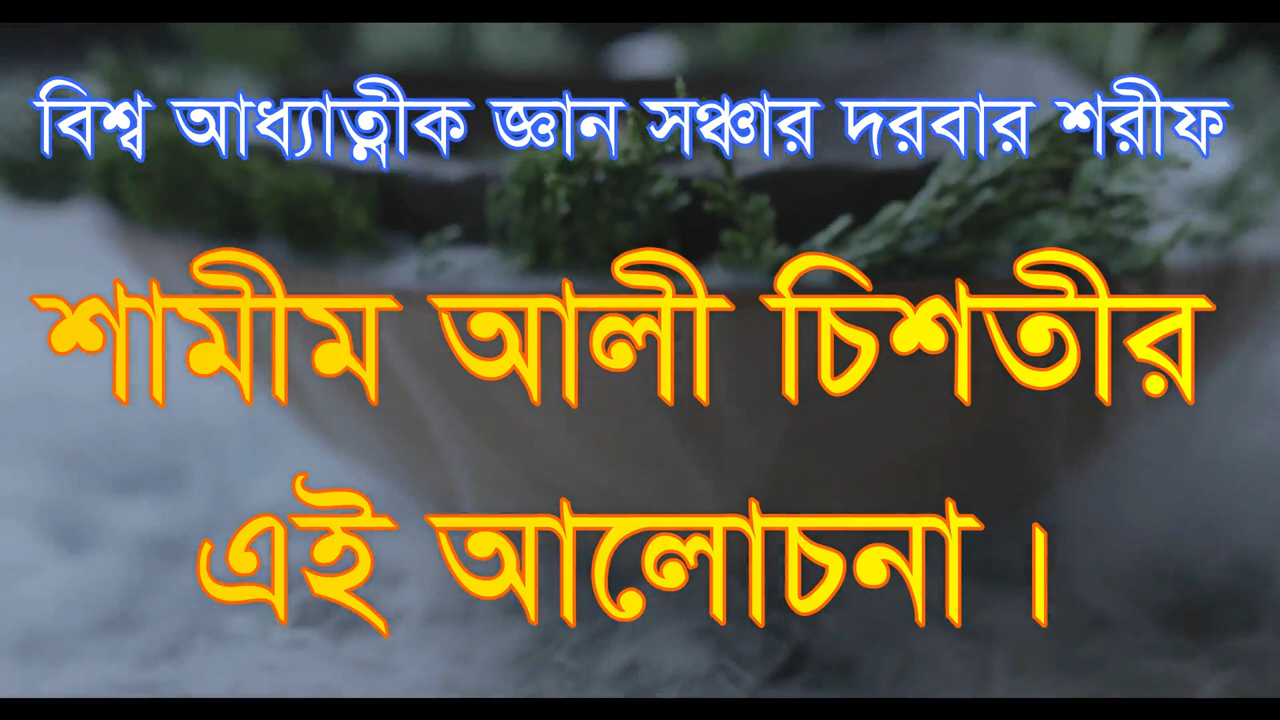 বিশ্ব আধ্যাত্নীক জ্ঞান সঞ্চার দরবার শরীফ
শামীম আলী চিশতীর
এই আলোচনা ।